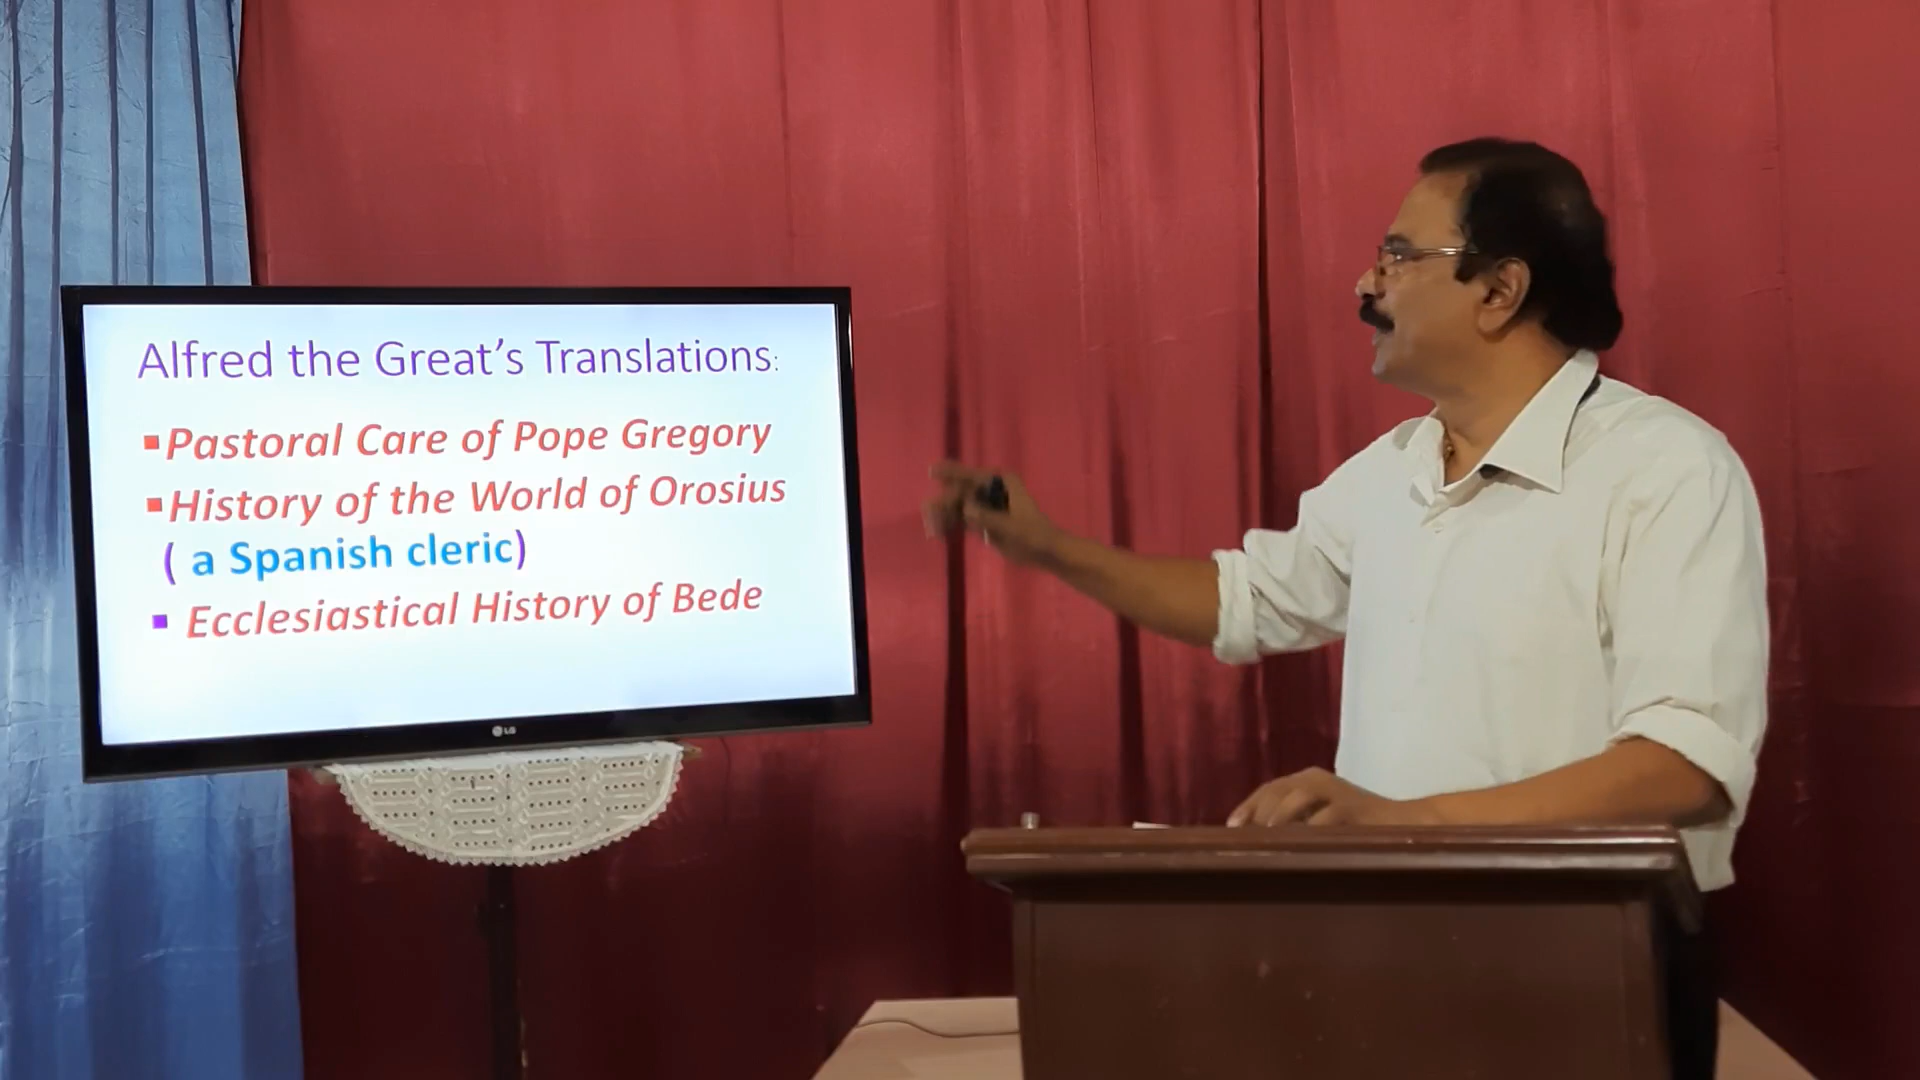 Alfred the Great's Translations:
▪Pastoral Care of Pope Gregory
▪History of the World of Orosius
( a Spanish cleric)
▪ Ecclesiastical History of Bede
LG